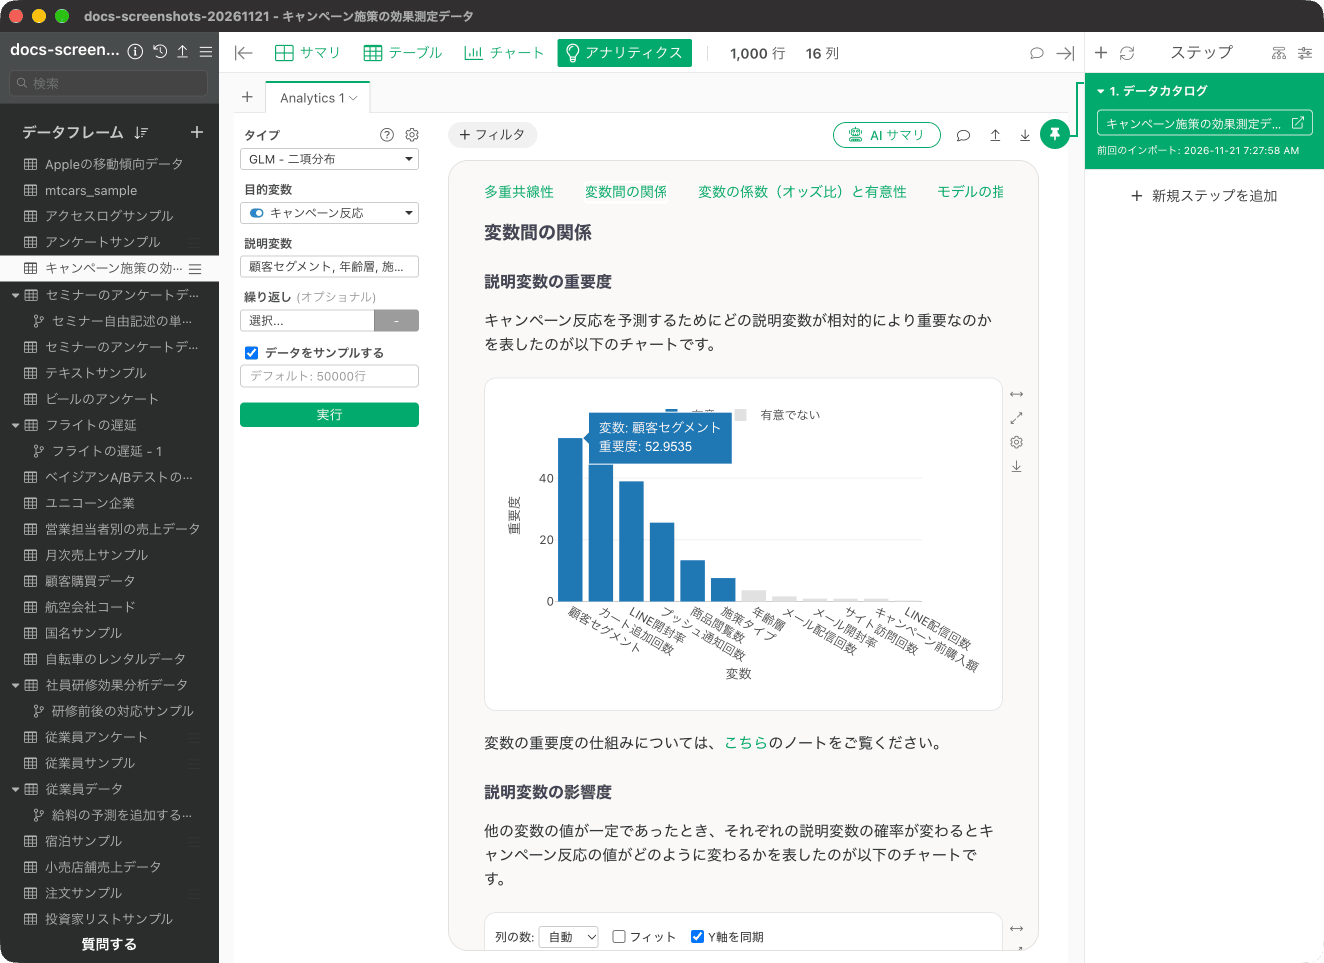 docs-screenshots-20261121 - キャンペーン施策の効果測定データ
docs-screen...
検索
データフレーム
Appleの移動傾向データ
mtcars_sample
アクセスログサンプル
アンケートサンプル
キャンペーン施策の効…
セミナーのアンケートデ…
セミナー自由記述の単…
セミナーのアンケートデ…
テキストサンプル
ビールのアンケート
フライトの遅延
フライトの遅延 - 1
ベイジアンA/Bテストの…
ユニコーン企業
営業担当者別の売上データ
月次売上サンプル
顧客購買データ
航空会社コード
国名サンプル
自転車のレンタルデータ
社員研修効果分析データ
研修前後の対応サンプル
従業員アンケート
従業員サンプル
従業員データ
給料の予測を追加する…
宿泊サンプル
小売店舗売上データ
注文サンプル
投資家リストサンプル
質問する
サマリ
テーブル
チャート
アナリティクス
1,000 行
16 列
Analytics 1
タイプ
GLM - 二項分布
目的変数
キャンペーン反応
説明変数
顧客セグメント, 年齢層, 施...
繰り返し (オプショナル)
選択...
-
データをサンプルする
デフォルト: 50000行
実行
+ フィルタ
AI サマリ
多重共線性
変数間の関係
変数の係数（オッズ比）と有意性
モデルの指
変数間の関係
説明変数の重要度
キャンペーン反応を予測するためにどの説明変数が相対的により重要なのか
を表したのが以下のチャートです。
有意でない
変数: 顧客セグメント
重要度: 52.9535
重要度
40
20
0
顧客セグメント
カート追加回数
LINE開封率
プッシュ通知回数
商品閲覧数
施策タイプ
年齢層
メール配信回数
メール開封率
サイト訪問回数
キャンペーン前購入額
LINE配信回数
変数
変数の重要度の仕組みについては、こちらのノートをご覧ください。
説明変数の影響度
他の変数の値が一定であったとき、それぞれの説明変数の確率が変わるとキ
ャンペーン反応の値がどのように変わるかを表したのが以下のチャートで
す。
列の数:
自動
フィット
Y軸を同期
ステップ
1. データカタログ
キャンペーン施策の効果測定デ...
前回のインポート: 2026-11-21 7:27:58 AM
+ 新規ステップを追加